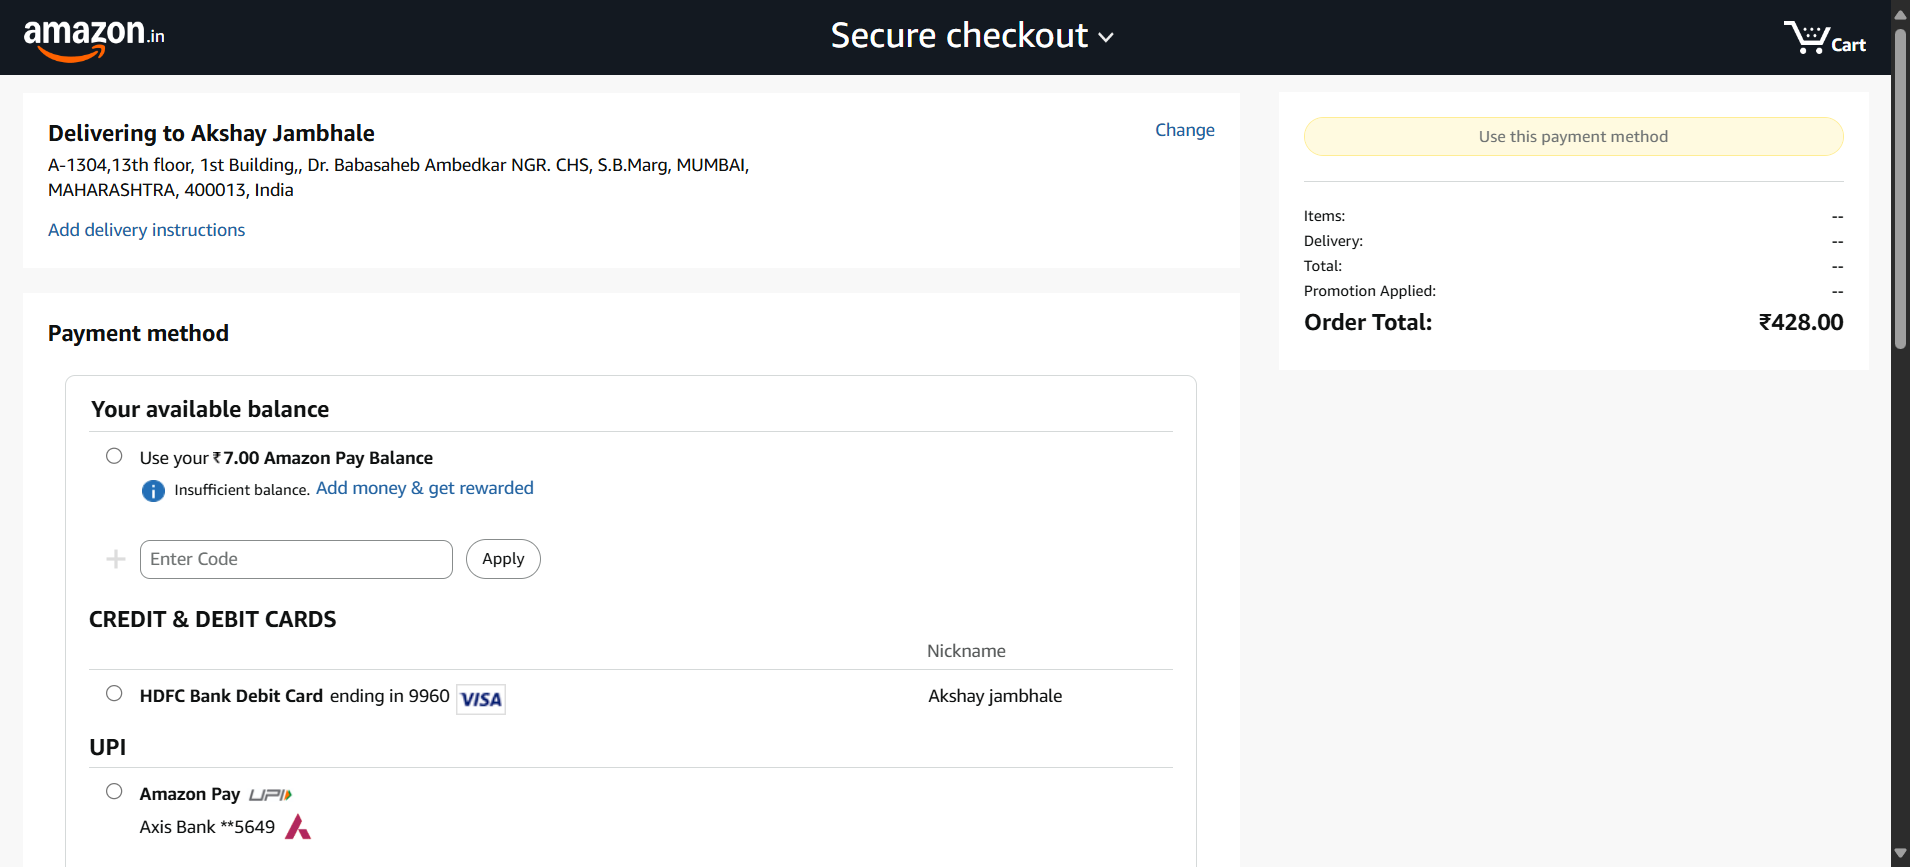 amazon.in
Secure checkout
Cart
Delivering to Akshay Jambhale
Change
A-1304,13th floor, 1st Building,, Dr. Babasaheb Ambedkar NGR. CHS, S.B.Marg, MUMBAI,
MAHARASHTRA, 400013, India
Add delivery instructions
Payment method
Your available balance
Use your ₹7.00 Amazon Pay Balance
Insufficient balance. Add money & get rewarded
Enter Code
Apply
CREDIT & DEBIT CARDS
Nickname
HDFC Bank Debit Card ending in 9960 VISA
Akshay jambhale
UPI
Amazon Pay UPI
Axis Bank **5649
Use this payment method
Items: --
Delivery: --
Total: --
Promotion Applied: --
Order Total: ₹428.00